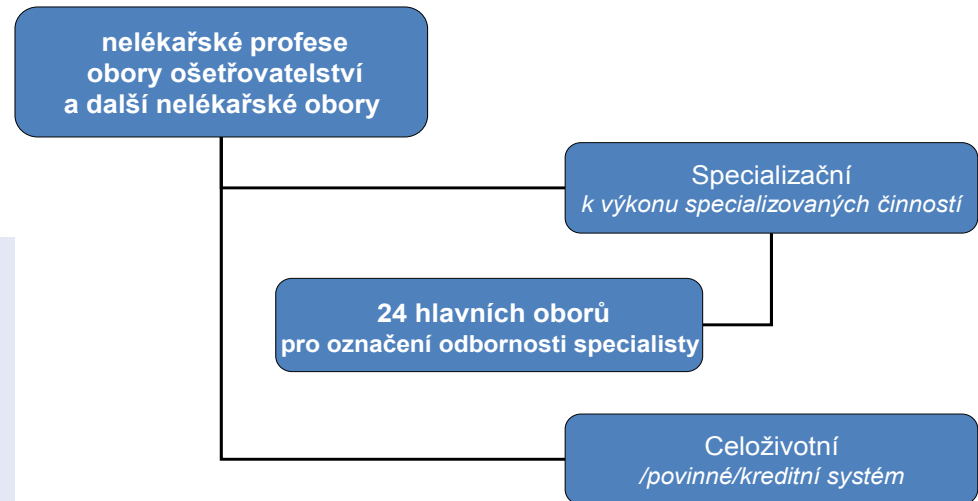 nelékařské profese
obory ošetřovatelství
a další nelékařské obory
Specializační
k výkonu specializovaných činností
24 hlavních oborů
pro označení odbornosti specialisty
Celoživotní
/povinné/kreditní systém